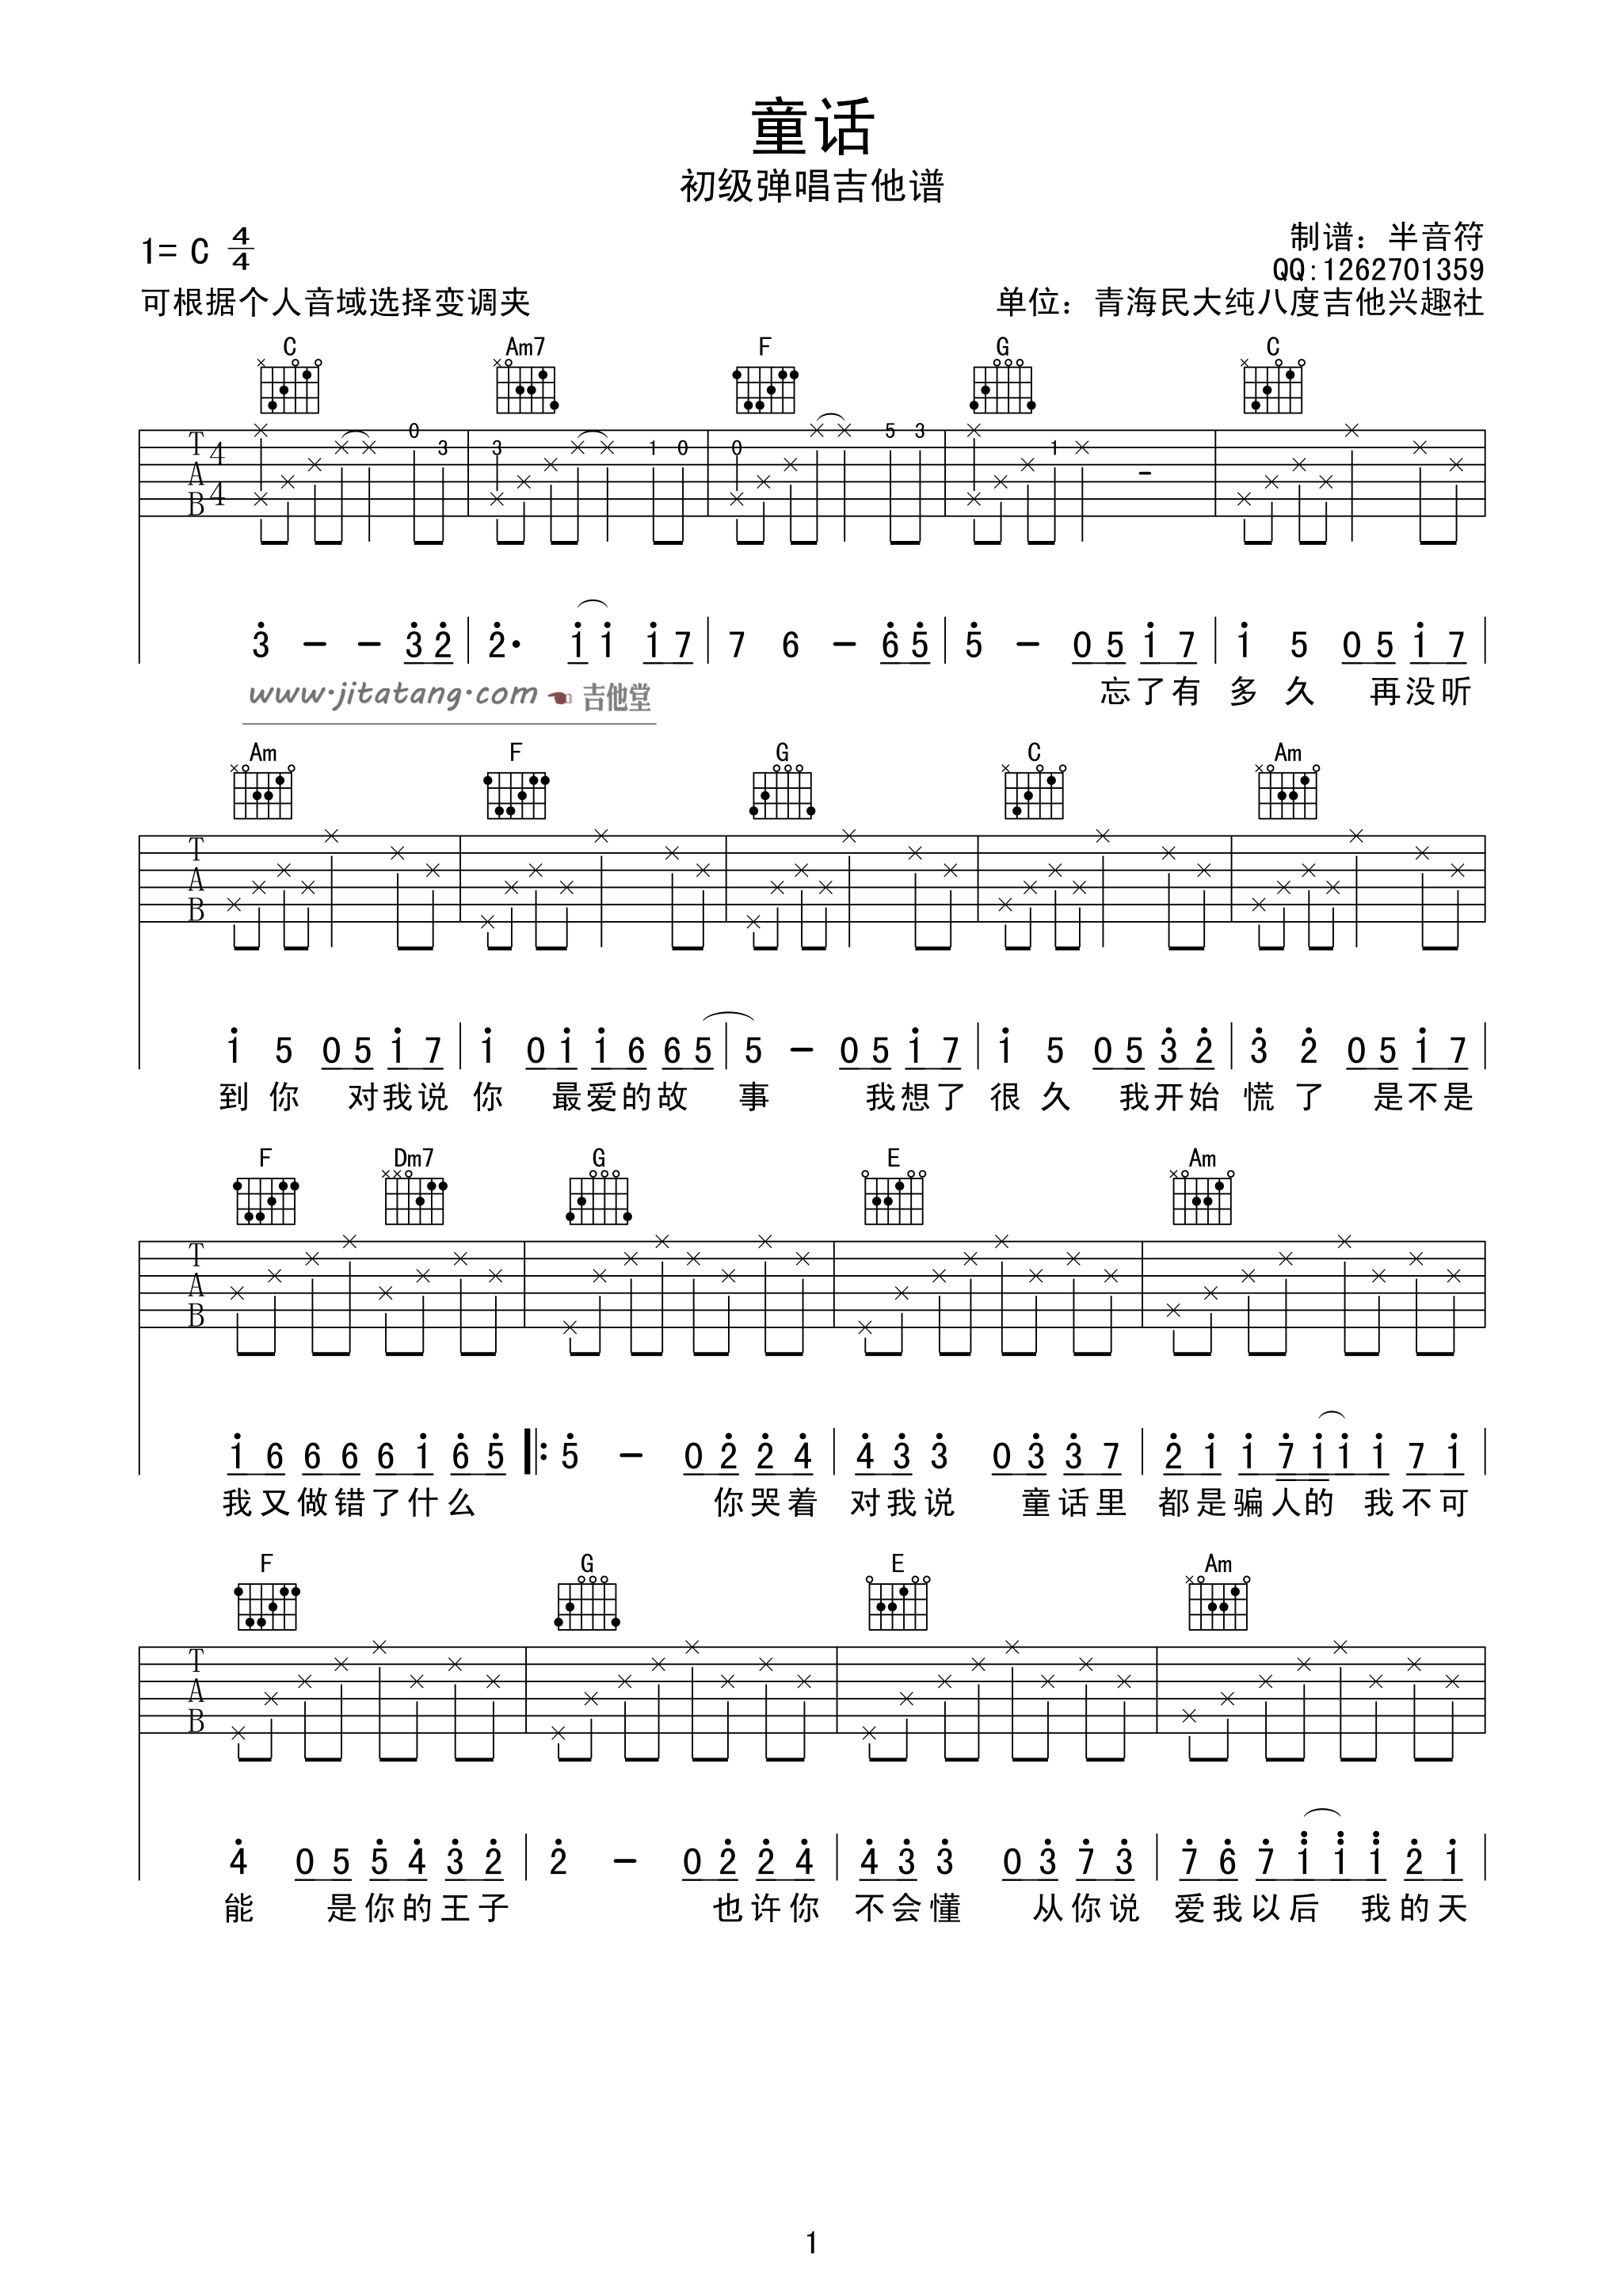 童话
初级弹唱吉他谱
1= C 4/4
制谱：半音符
QQ:1262701359
可根据个人音域选择变调夹
单位：青海民大纯八度吉他兴趣社
C Am7 F G C
T A B 4 4
0 3 3 1 0 0 5 3 1
3 - - 3 2 | 2· 1 1 1 7 | 7 6 - 6 5 | 5 - 0 5 1 7 | 1 5 0 5 1 7 |
忘了有 多 久 再没听
www·jitatang·com 吉他堂
Am F G C Am
T A B
1 5 0 5 1 7 | 1 0 1 1 6 6 5 | 5 - 0 5 1 7 | 1 5 0 5 3 2 | 3 2 0 5 1 7 |
到 你 对我说 你 最爱的故 事 我想了 很 久 我开始 慌 了 是不是
F Dm7 G E Am
T A B
1 6 6 6 6 1 6 5 |: 5 - 0 2 2 4 | 4 3 3 0 3 3 7 | 2 1 1 7 1 1 1 7 1 |
我又做错了什么 你哭着 对我说 童话里 都是骗人的 我不可
F G E Am
T A B
4 0 5 5 4 3 2 | 2 - 0 2 2 4 | 4 3 3 0 3 7 3 | 7 6 7 1 1 1 2 1 |
能 是你的王子 也许你 不会懂 从你说 爱我以后 我的天
1